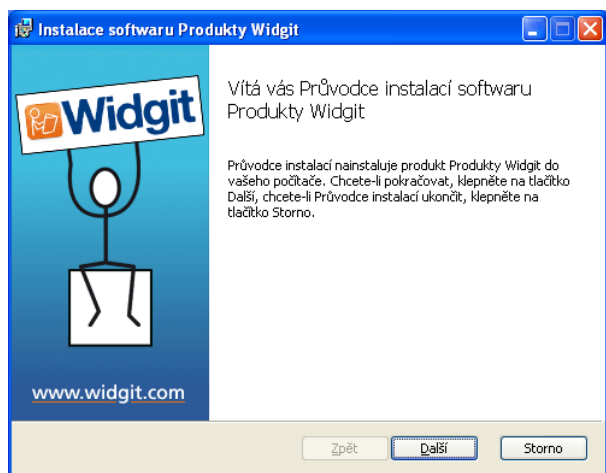 Instalace softwaru Produkty Widgit
Widgit
www.widgit.com
Vítá vás Průvodce instalací softwaru
Produkty Widgit
Průvodce instalací nainstaluje produkt Produkty Widgit do
vašeho počítače. Chcete-li pokračovat, klepněte na tlačítko
Další, chcete-li Průvodce instalací ukončit, klepněte na
tlačítko Storno.
Zpět Další Storno